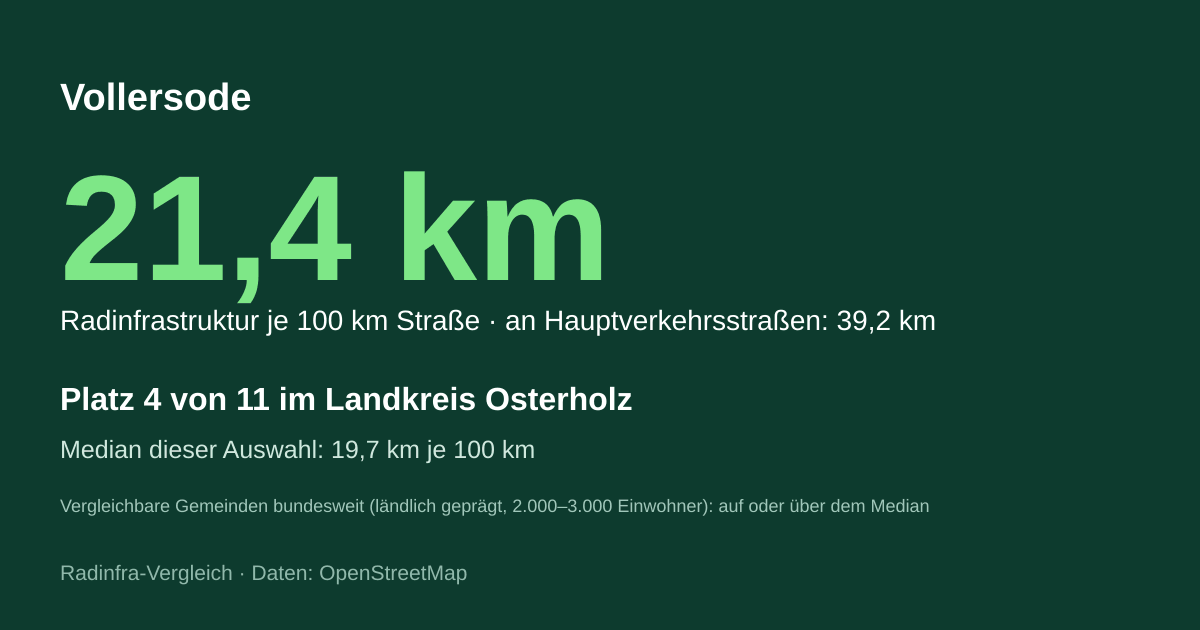 Vollersode
21,4 km
Radinfrastruktur je 100 km Straße · an Hauptverkehrsstraßen: 39,2 km
Platz 4 von 11 im Landkreis Osterholz
Median dieser Auswahl: 19,7 km je 100 km
Vergleichbare Gemeinden bundesweit (ländlich geprägt, 2.000–3.000 Einwohner): auf oder über dem Median
Radinfra-Vergleich · Daten: OpenStreetMap